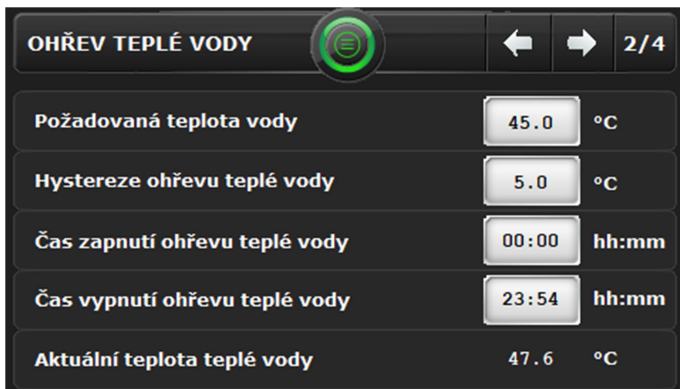 OHŘEV TEPLÉ VODY 2/4
Požadovaná teplota vody 45.0 °C
Hystereze ohřevu teplé vody 5.0 °C
Čas zapnutí ohřevu teplé vody 00:00 hh:mm
Čas vypnutí ohřevu teplé vody 23:54 hh:mm
Aktuální teplota teplé vody 47.6 °C